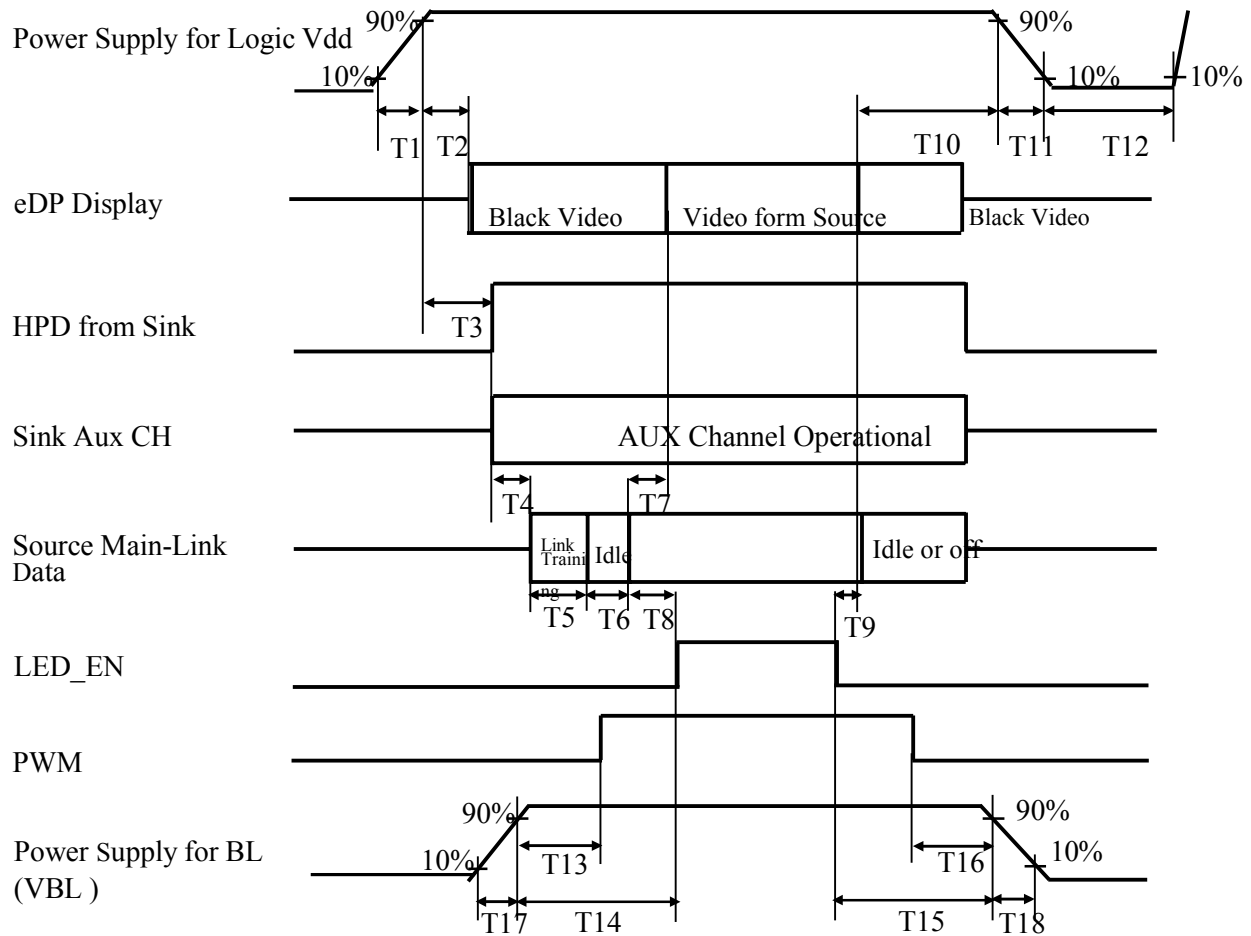 90%
90%
Power Supply for Logic Vdd
10%
10%
10%
T1
T2
T10
T11
T12
eDP Display
Black Video
Video form Source
Black Video
T3
HPD from Sink
Sink Aux CH
AUX Channel Operational
T4
T7
Source Main-Link
Data
Link
Traini
ng
Idle
Idle or off
T5
T6
T8
T9
LED_EN
PWM
90%
90%
Power Supply for BL
(VBL )
10%
T13
T16
10%
T17
T14
T15
T18